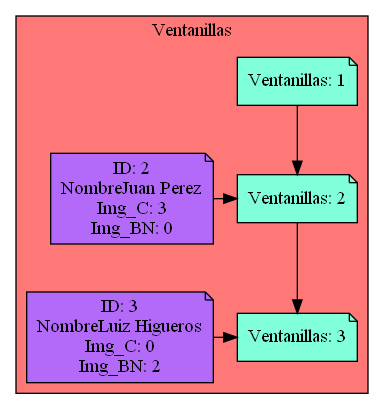 Ventanillas
Ventanillas: 1
ID: 2
NombreJuan Perez
Img_C: 3
Img_BN: 0
Ventanillas: 2
ID: 3
NombreLuiz Higueros
Img_C: 0
Img_BN: 2
Ventanillas: 3